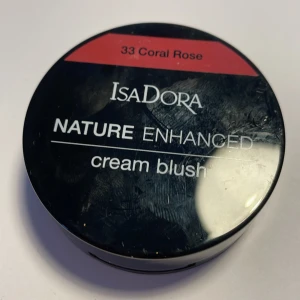 33 Coral Rose
ISADORA
NATURE ENHANCED
cream blush